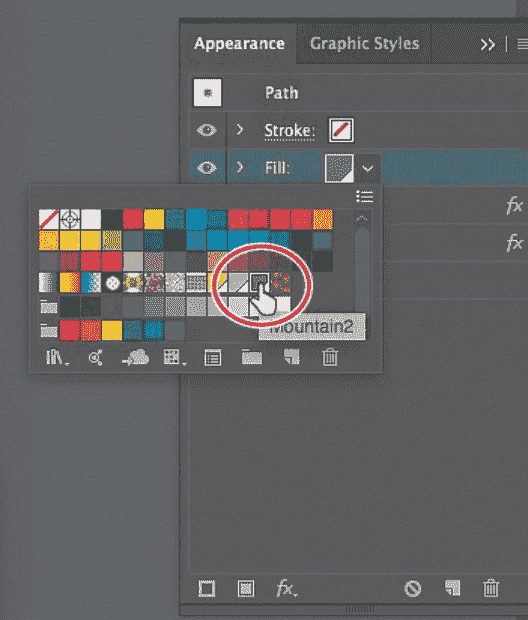 Appearance Graphic Styles
Path
Stroke:
Fill:
fx
fx
Mountain2
fx